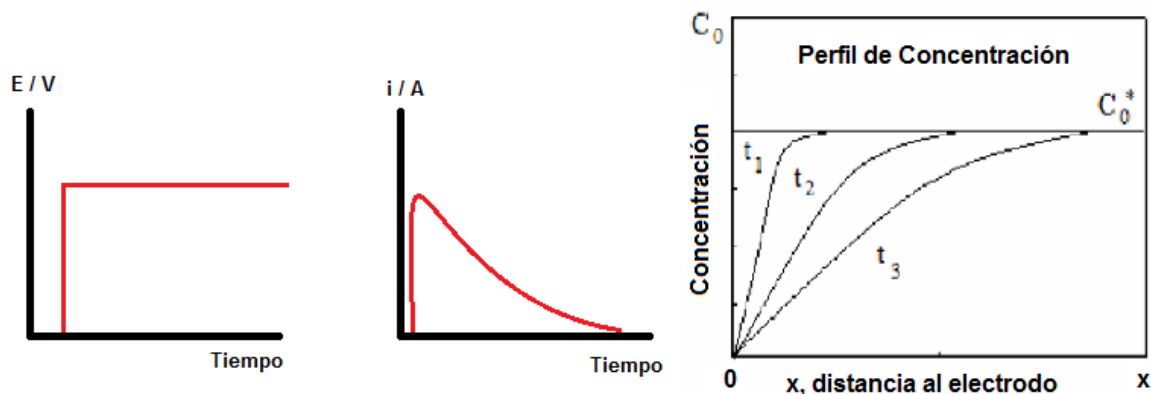 E / V
Tiempo
i / A
Tiempo
C₀
Perfil de Concentración
C₀*
Concentración
t₁
t₂
t₃
0
x, distancia al electrodo
x